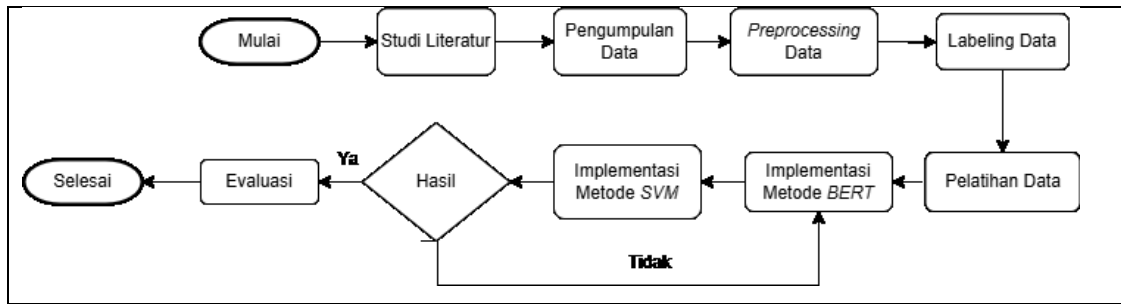 Mulai
Studi Literatur
Pengumpulan
Data
Preprocessing
Data
Labeling Data
Pelatihan Data
Implementasi
Metode BERT
Implementasi
Metode SVM
Hasil
Ya
Evaluasi
Selesai
Tidak